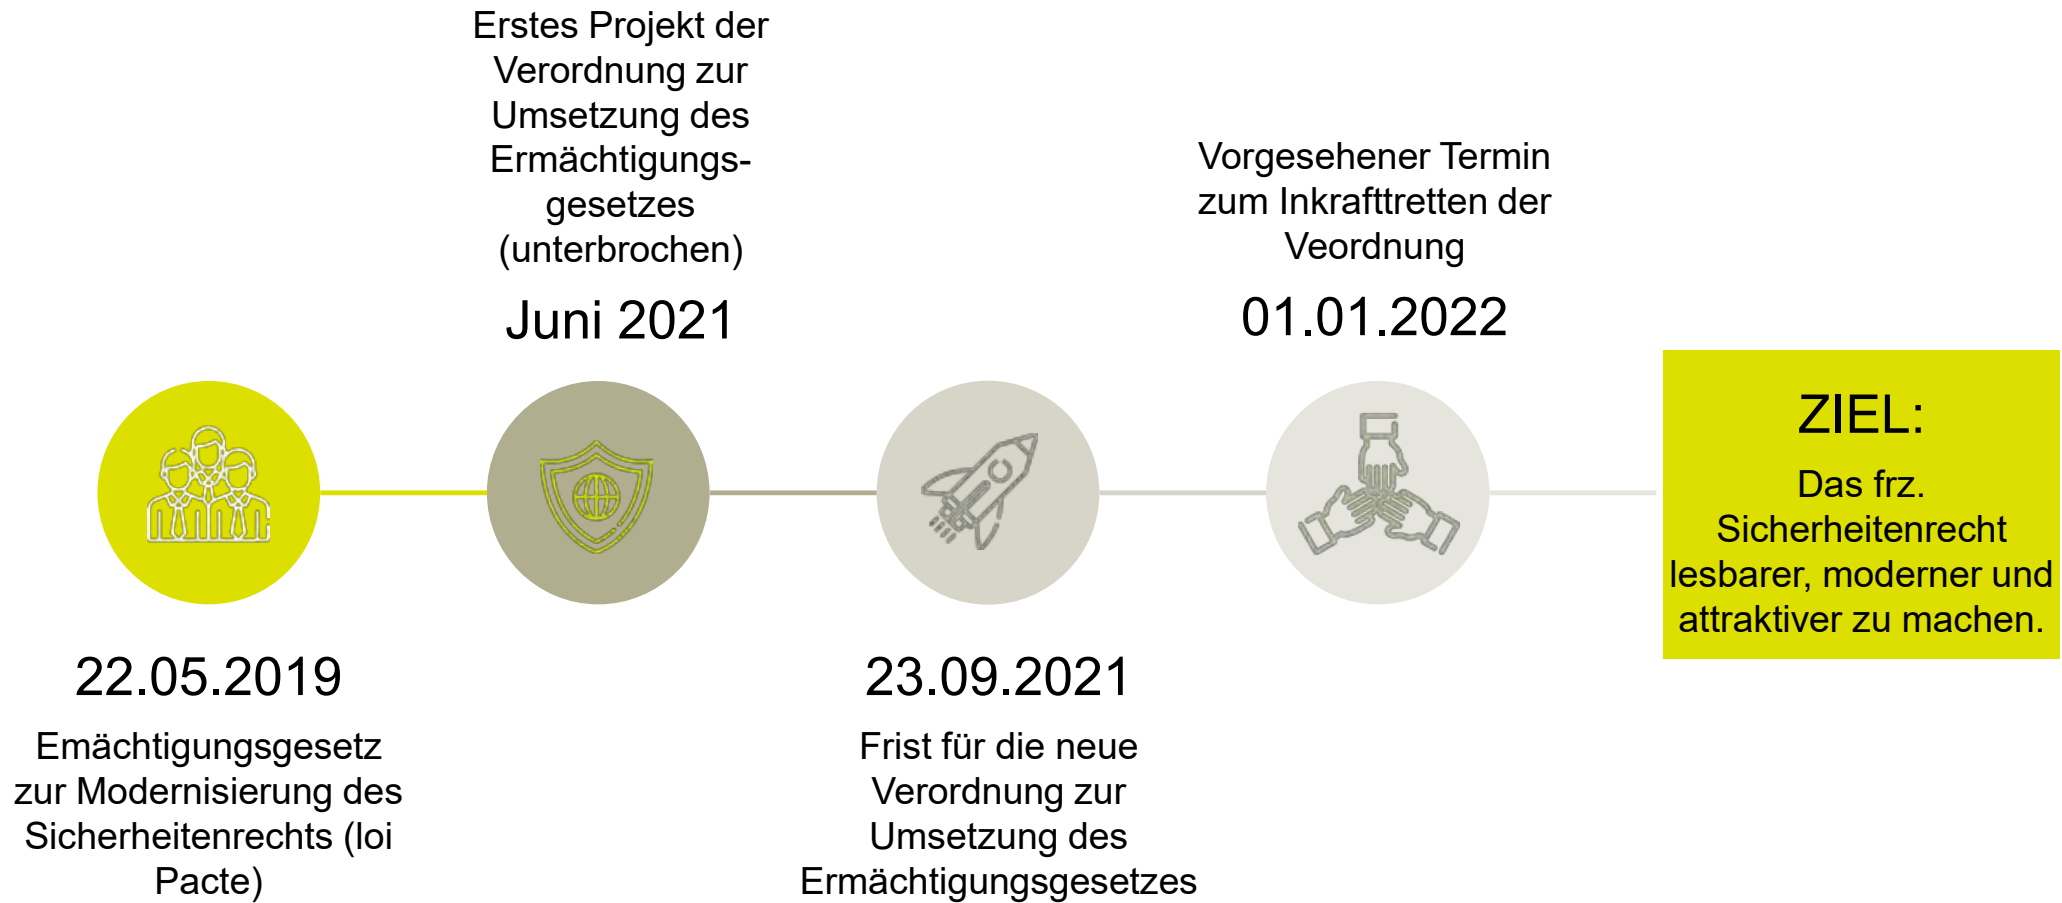 Erstes Projekt der
Verordnung zur
Umsetzung des
Ermächtigungs-
gesetzes
(unterbrochen)
Juni 2021
Vorgesehener Termin
zum Inkrafttretten der
Veordnung
01.01.2022
22.05.2019
Emächtigungsgesetz
zur Modernisierung des
Sicherheitenrechts (loi
Pacte)
23.09.2021
Frist für die neue
Verordnung zur
Umsetzung des
Ermächtigungsgesetzes
ZIEL:
Das frz.
Sicherheitenrecht
lesbarer, moderner und
attraktiver zu machen.